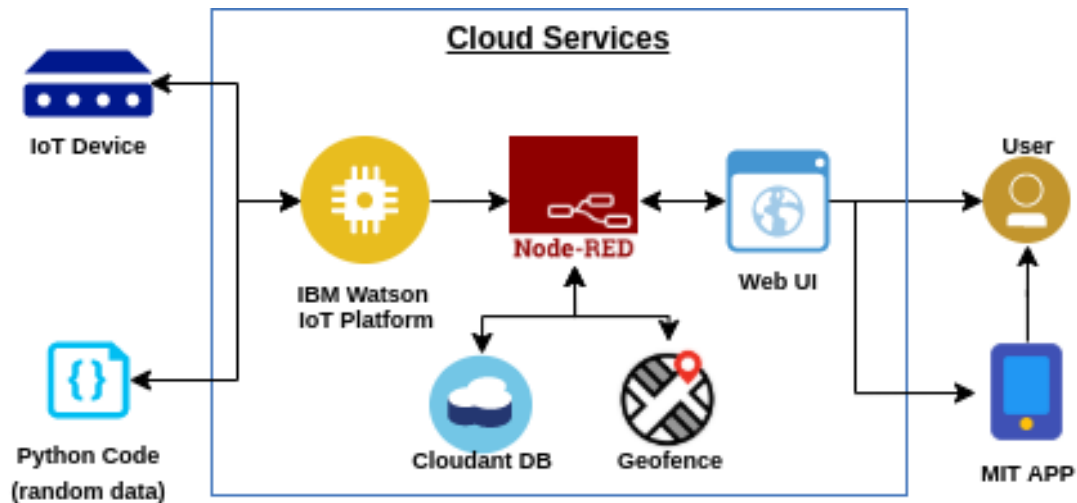 Cloud Services
IoT Device
User
Node-RED
Web UI
IBM Watson
IoT Platform
{}
Python Code
(random data)
Cloudant DB
Geofence
MIT APP